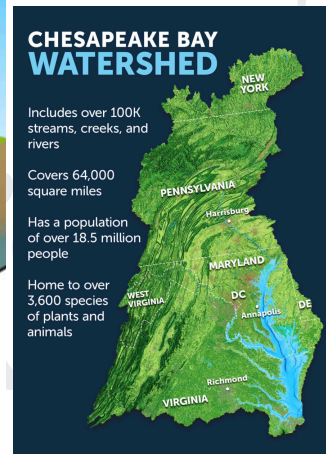 CHESAPEAKE BAY
WATERSHED
Includes over 100K
streams, creeks, and
rivers
Covers 64,000
square miles
Has a population
of over 18.5 million
people
Home to over
3,600 species
of plants and
animals
NEW
YORK
PENNSYLVANIA
Harrisburg
MARYLAND
WEST
VIRGINIA
DC
DE
Annapolis
Richmond
VIRGINIA